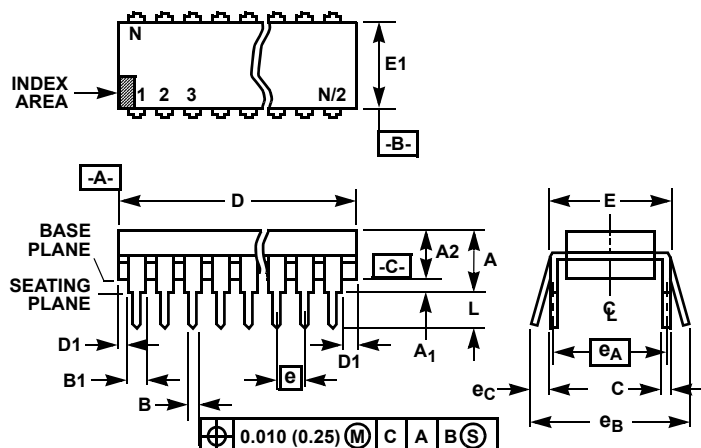 N
E1
INDEX
AREA
1 2 3 N/2
-B-
-A-
D
E
BASE
PLANE
A2
A
-C-
SEATING
PLANE
L
C
L
D1
A1
D1
eA
B1
e
eC
C
B
eB
0.010 (0.25) M C A B S